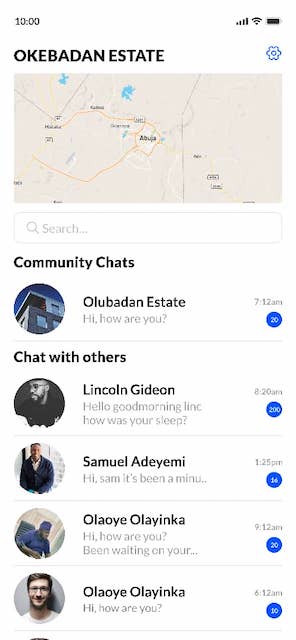 10:00
OKEBADAN ESTATE
Abuja
Search...
Community Chats
Olubadan Estate
7:12am
Hi, how are you?
20
Chat with others
Lincoln Gideon
8:20am
Hello goodmorning linc
200
how was your sleep?
Samuel Adeyemi
1:25pm
Hi, sam it's been a minu..
16
Olaoye Olayinka
9:12am
Hi, how are you?
20
Been waiting on your...
Olaoye Olayinka
6:12am
Hi, how are you?
10